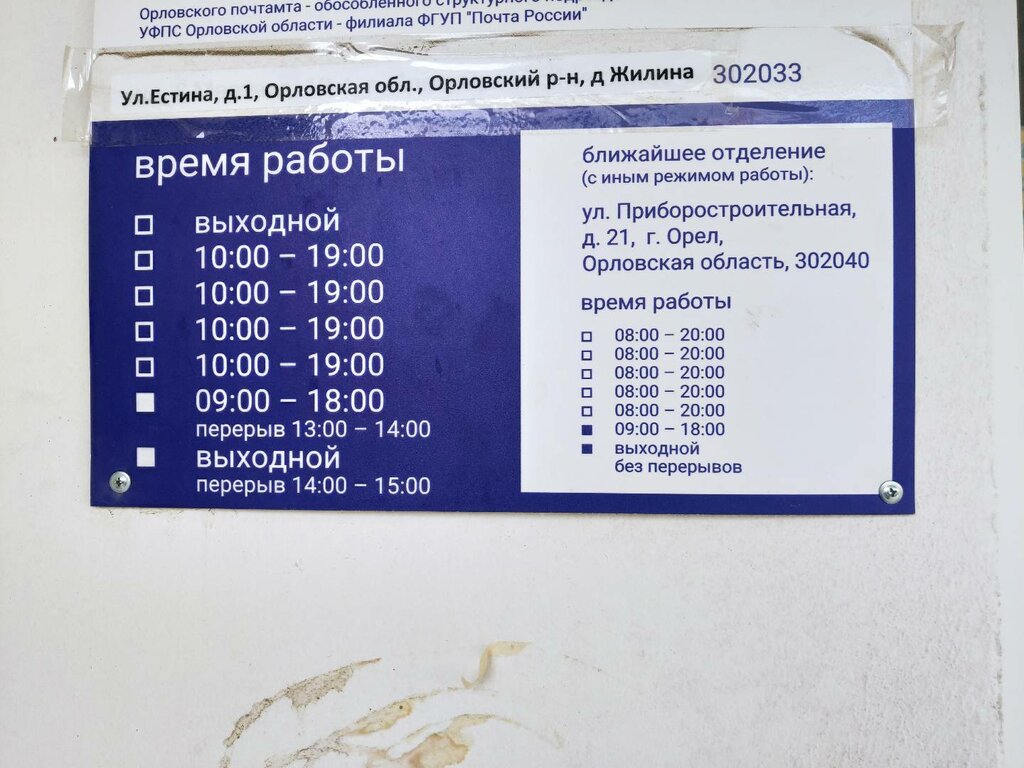 Орловского почтамта - обособленного структурного
УФПС Орловской области - филиала ФГУП "Почта России"
Ул.Естина, д.1, Орловская обл., Орловский р-н, д Жилина 302033
время работы
выходной
10:00 – 19:00
10:00 – 19:00
10:00 – 19:00
10:00 – 19:00
09:00 – 18:00
перерыв 13:00 – 14:00
выходной
перерыв 14:00 – 15:00
ближайшее отделение
(с иным режимом работы):
ул. Приборостроительная,
д. 21, г. Орел,
Орловская область, 302040
время работы
08:00 – 20:00
08:00 – 20:00
08:00 – 20:00
08:00 – 20:00
08:00 – 20:00
09:00 – 18:00
выходной
без перерывов